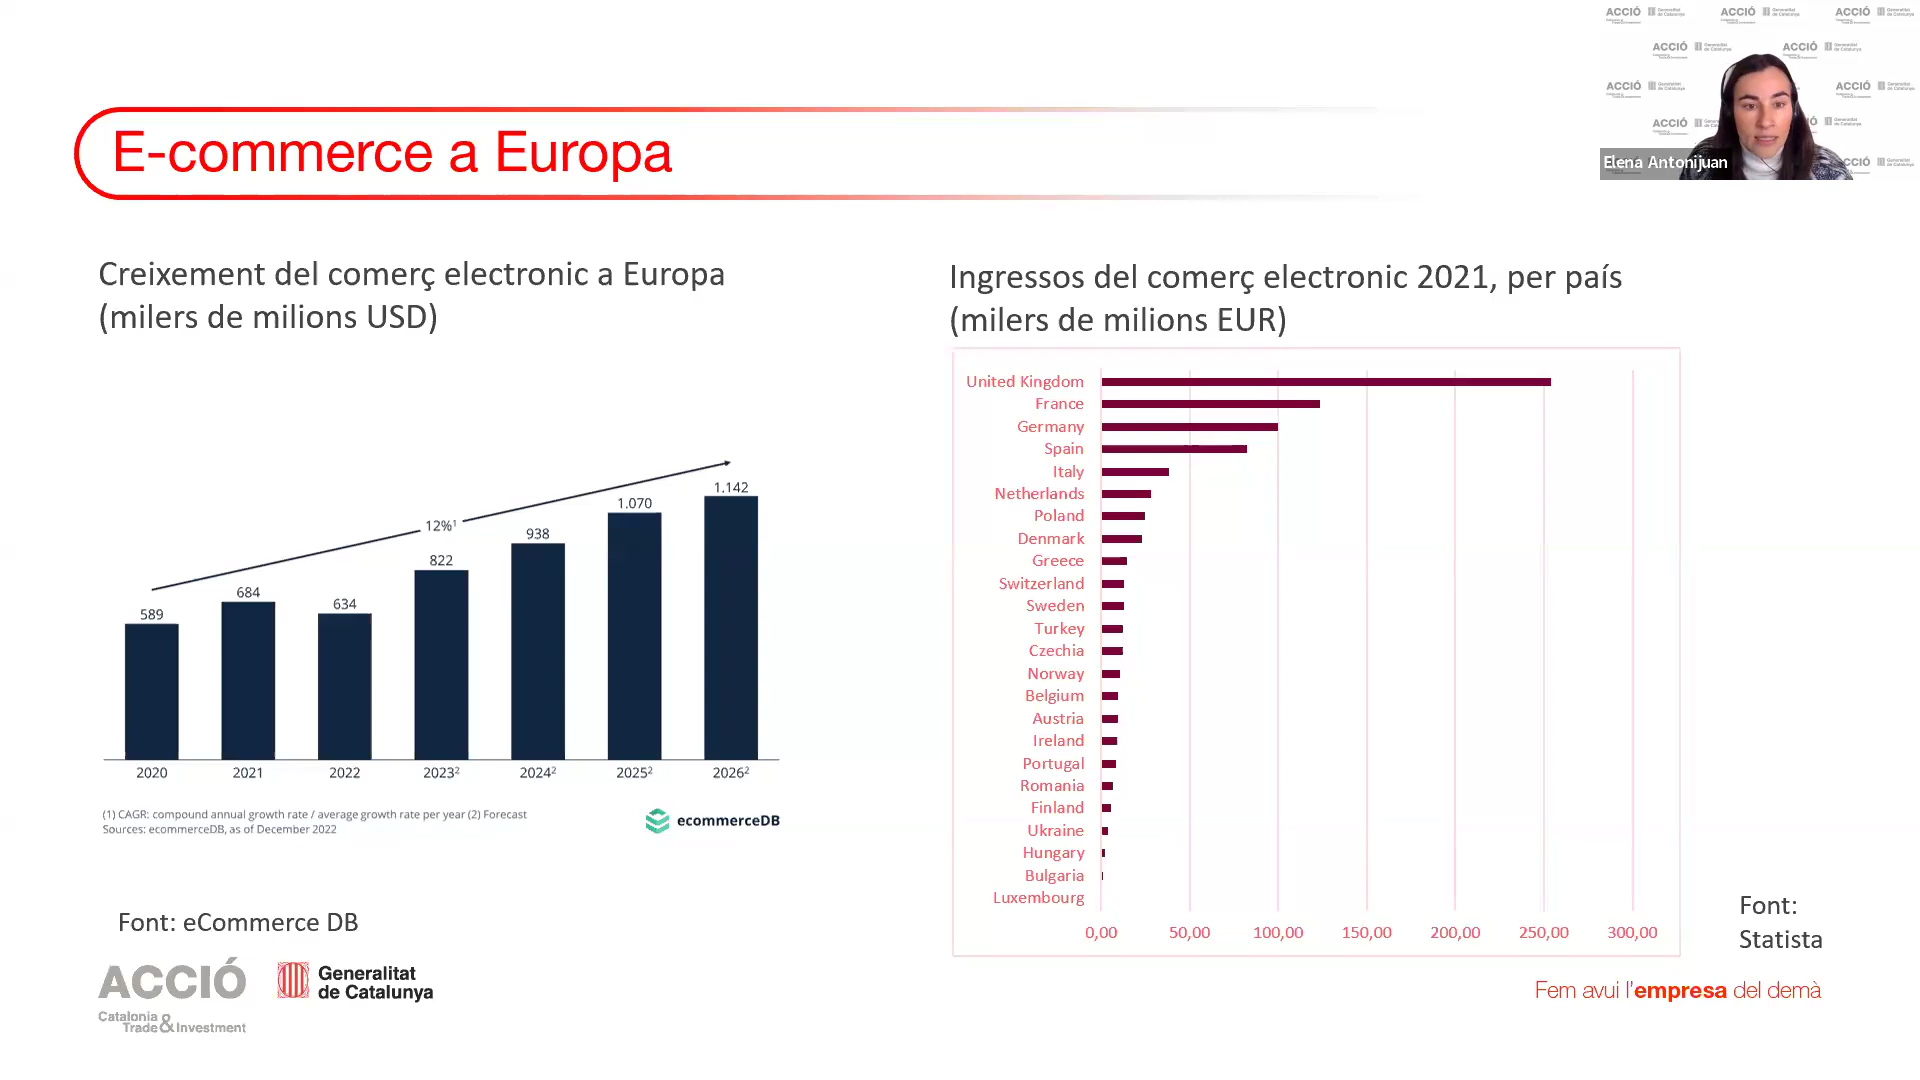 ACCIÓ Generalitat de Catalunya
Elena Antonijuan
E-commerce a Europa
Creixement del comerç electronic a Europa
(milers de milions USD)
12%¹
589
684
634
822
938
1.070
1.142
2020
2021
2022
2023²
2024²
2025²
2026²
(1) CAGR: compound annual growth rate / average growth rate per year (2) Forecast
Sources: ecommerceDB, as of December 2022
ecommerceDB
Font: eCommerce DB
Ingressos del comerç electronic 2021, per país
(milers de milions EUR)
United Kingdom
France
Germany
Spain
Italy
Netherlands
Poland
Denmark
Greece
Switzerland
Sweden
Turkey
Czechia
Norway
Belgium
Austria
Ireland
Portugal
Romania
Finland
Ukraine
Hungary
Bulgaria
Luxembourg
0,00 50,00 100,00 150,00 200,00 250,00 300,00
Font:
Statista
ACCIÓ
Catalonia
Trade & Investment
Generalitat
de Catalunya
Fem avui l'empresa del demà